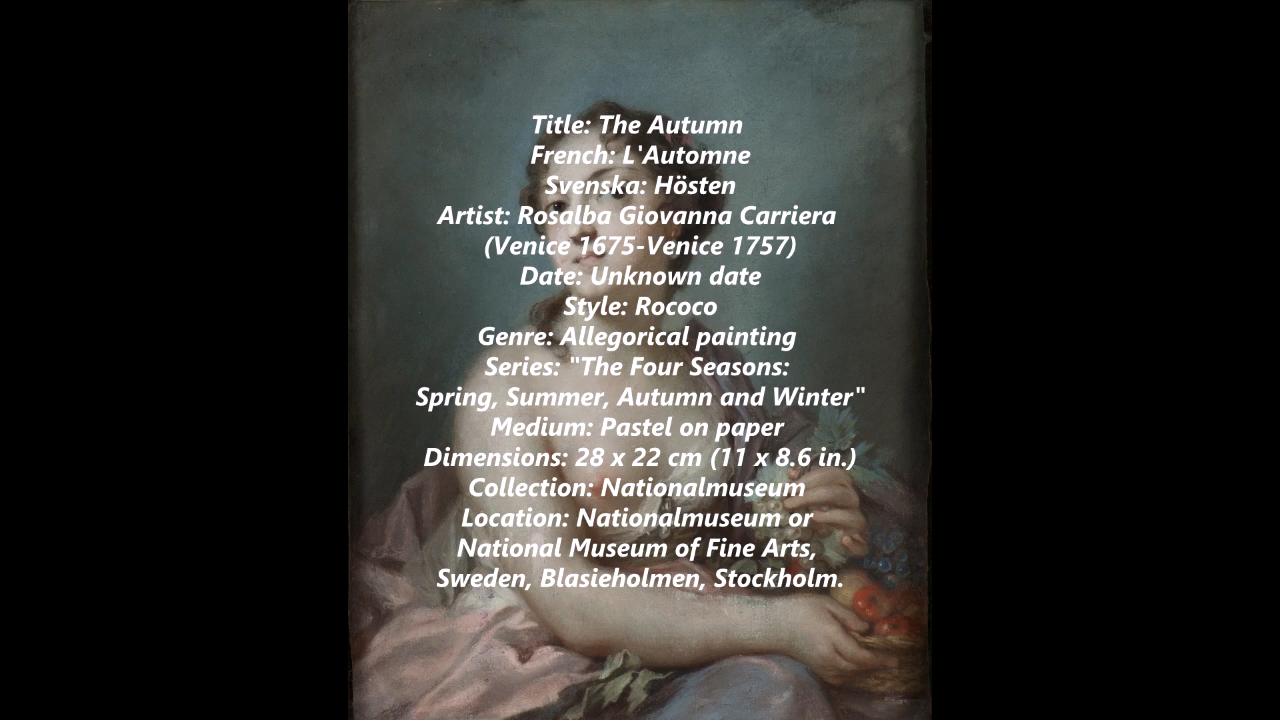 Title: The Autumn
French: L'Automne
Svenska: Hösten
Artist: Rosalba Giovanna Carriera
(Venice 1675-Venice 1757)
Date: Unknown date
Style: Rococo
Genre: Allegorical painting
Series: "The Four Seasons:
Spring, Summer, Autumn and Winter"
Medium: Pastel on paper
Dimensions: 28 x 22 cm (11 x 8.6 in.)
Collection: Nationalmuseum
Location: Nationalmuseum or
National Museum of Fine Arts,
Sweden, Blasieholmen, Stockholm.